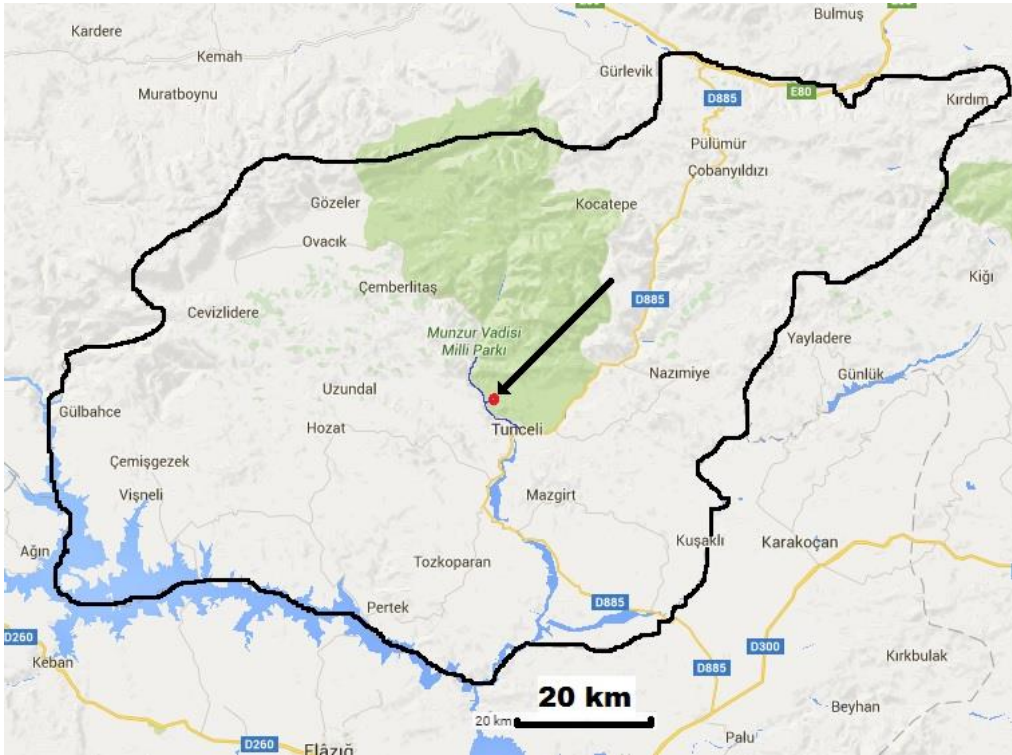 Kardere
Bulmuş
Kemah
Gürlevik
Muratboynu
D885
E80
Kırdım
Pülümür
Çobanyıldızı
Gözeler
Kocatepe
Ovacık
Kiğı
Çemberlitaş
D885
Cevizlidere
Munzur Vadisi
Milli Parkı
Yayladere
Nazımiye
Günlük
Uzundal
Gülbahce
Hozat
Tunceli
Çemişgezek
Vişneli
Mazgirt
Ağın
Kuşaklı
Karakoçan
Tozkoparan
Pertek
D885
D260
Keban
D300
D885
Kırkbulak
20 km
20 km
Beyhan
Palu
D260
Elâzığ